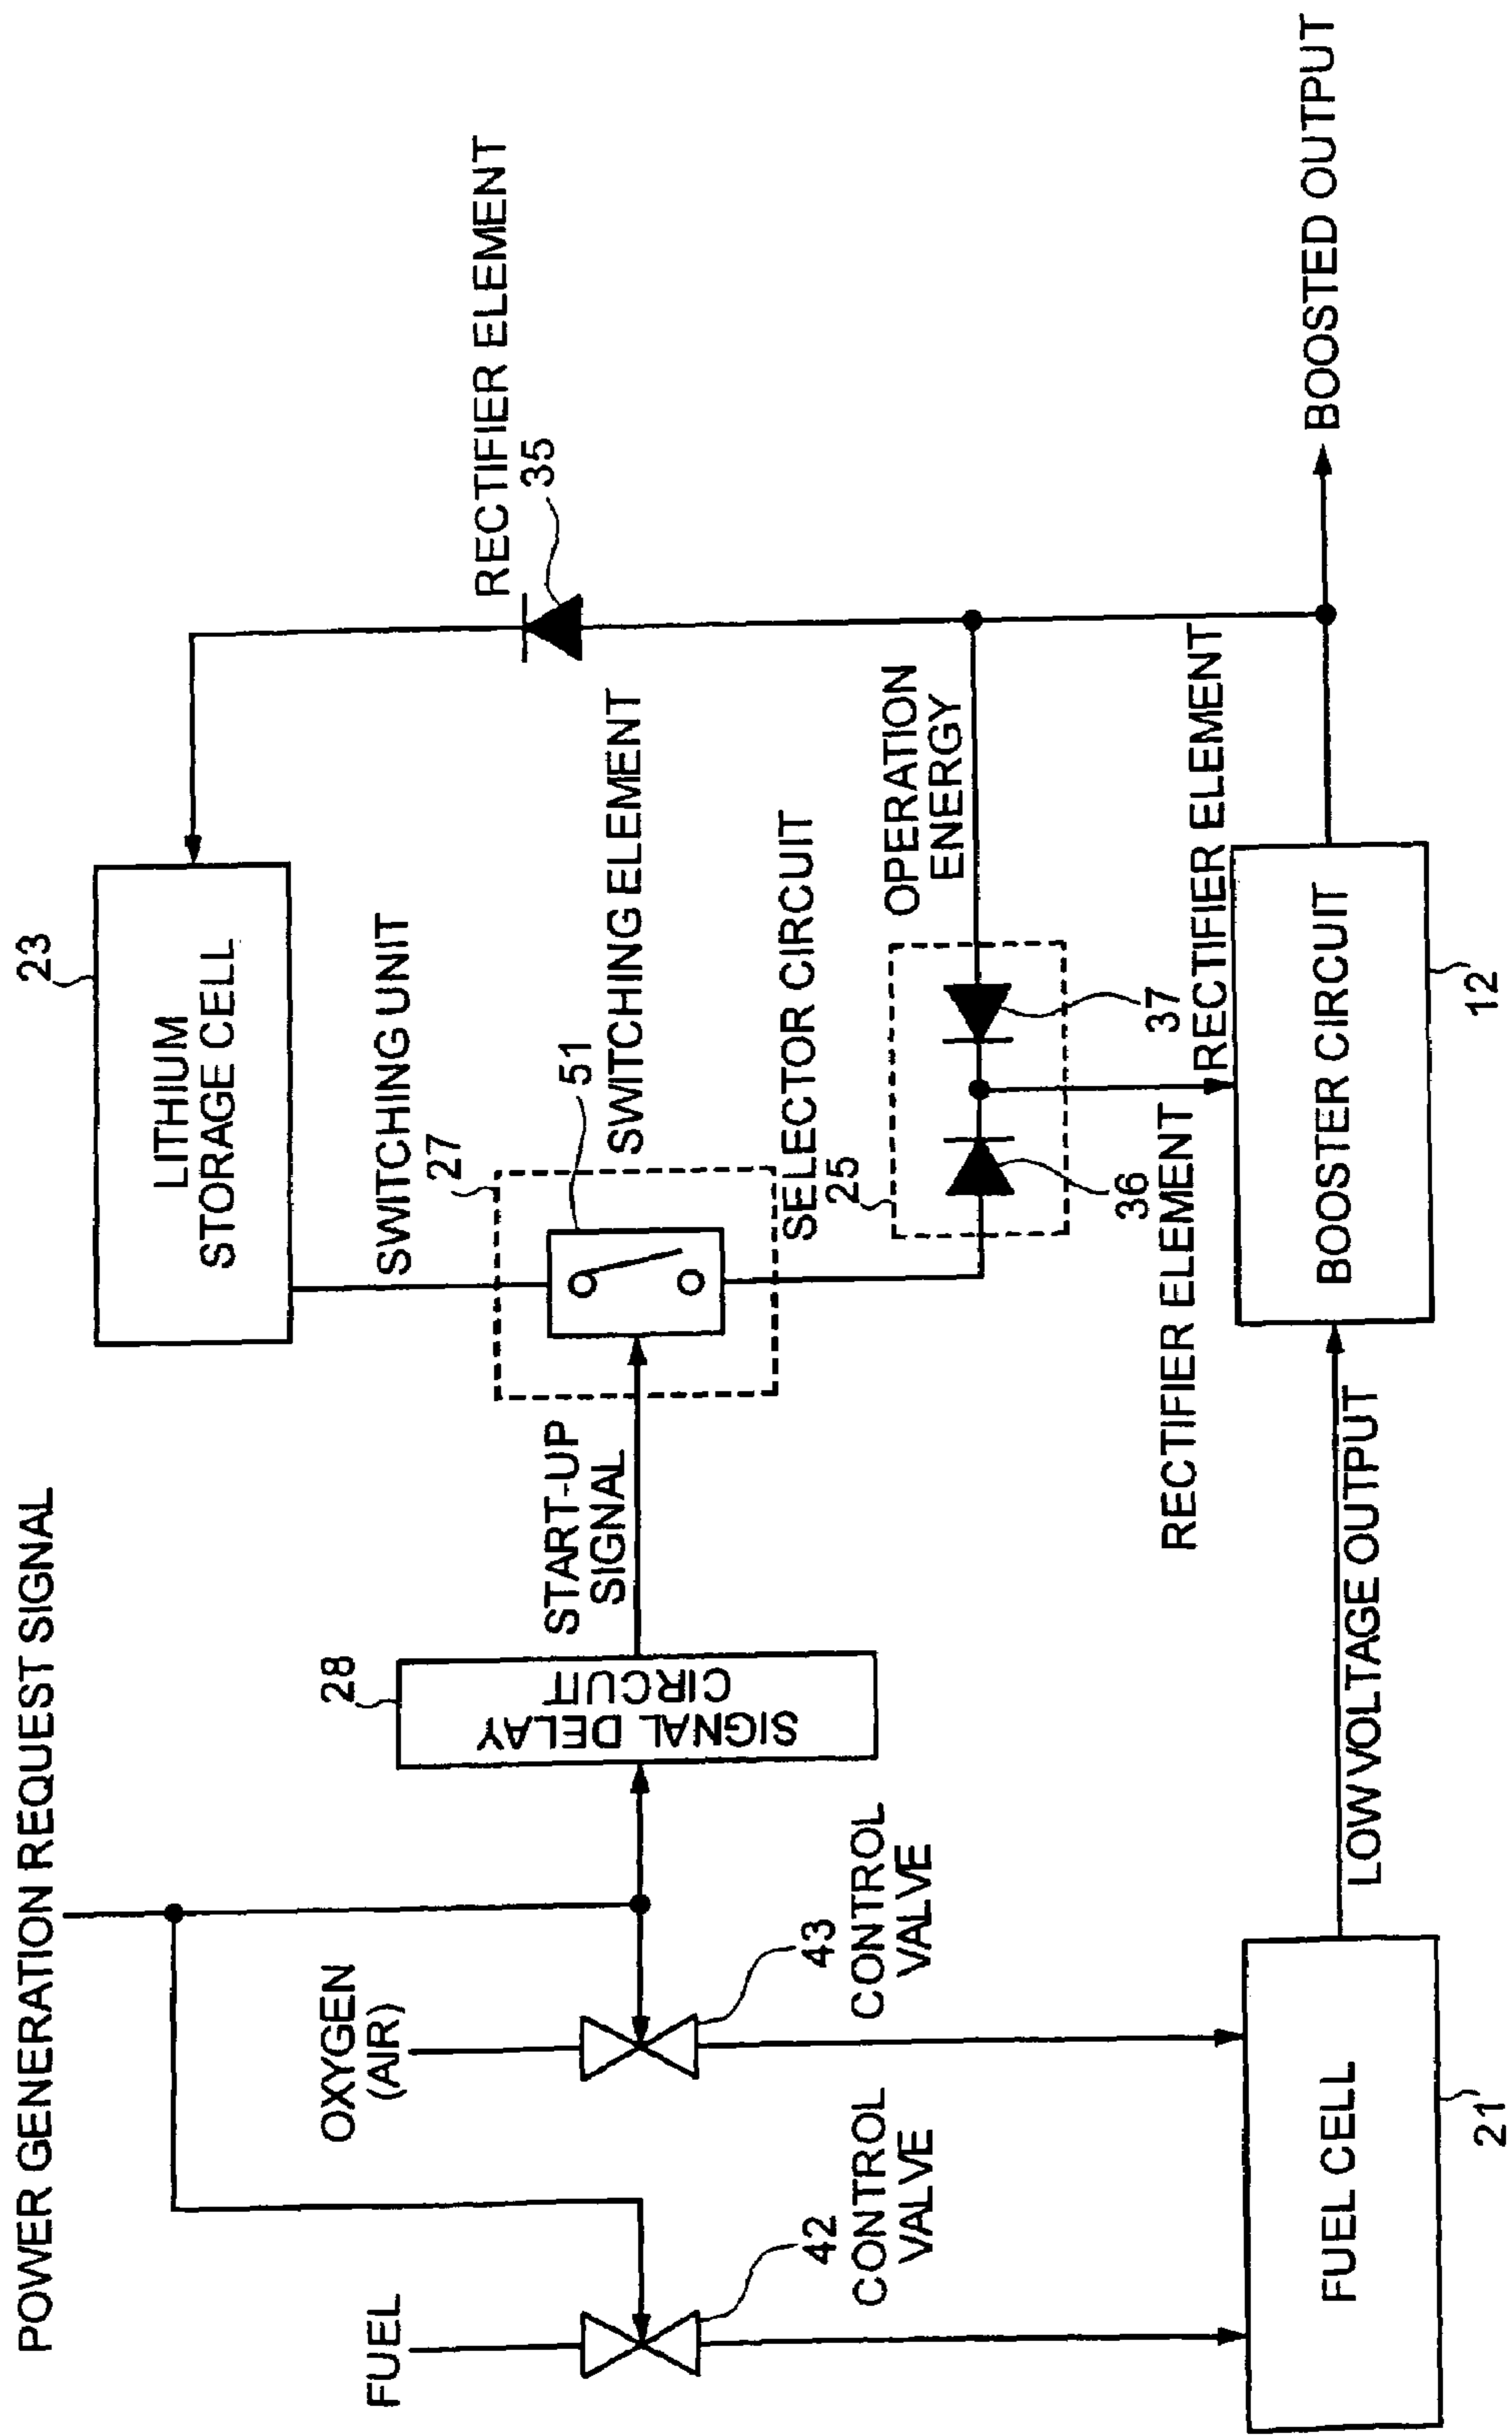 POWER GENERATION REQUEST SIGNAL
FUEL
OXYGEN
(AIR)
42
CONTROL
VALVE
43
CONTROL
VALVE
28
SIGNAL DELAY
CIRCUIT
START-UP
SIGNAL
23
LITHIUM
STORAGE CELL
SWITCHING UNIT
27
51
SWITCHING ELEMENT
SELECTOR CIRCUIT
25
RECTIFIER ELEMENT
35
OPERATION
ENERGY
36
RECTIFIER ELEMENT
37
RECTIFIER ELEMENT
FUEL CELL
21
LOW VOLTAGE OUTPUT
BOOSTER CIRCUIT
12
BOOSTED OUTPUT